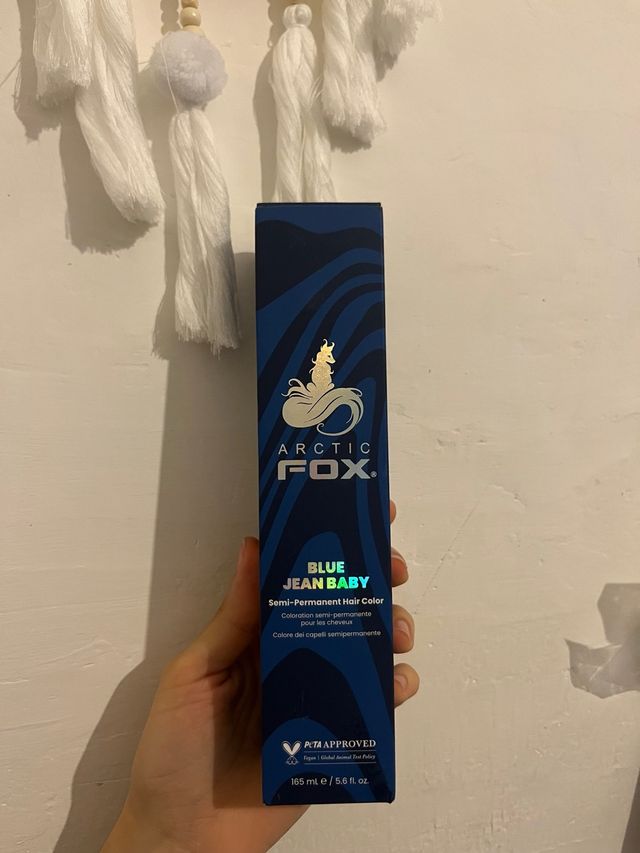 ARCTIC
FOX®
BLUE
JEAN BABY
Semi-Permanent Hair Color
Coloration semi-permanente
pour les cheveux
Colore dei capelli semipermanente
PETA APPROVED
Vegan | Global Animal Test Policy
165 mL ℮ / 5.6 fl. oz.